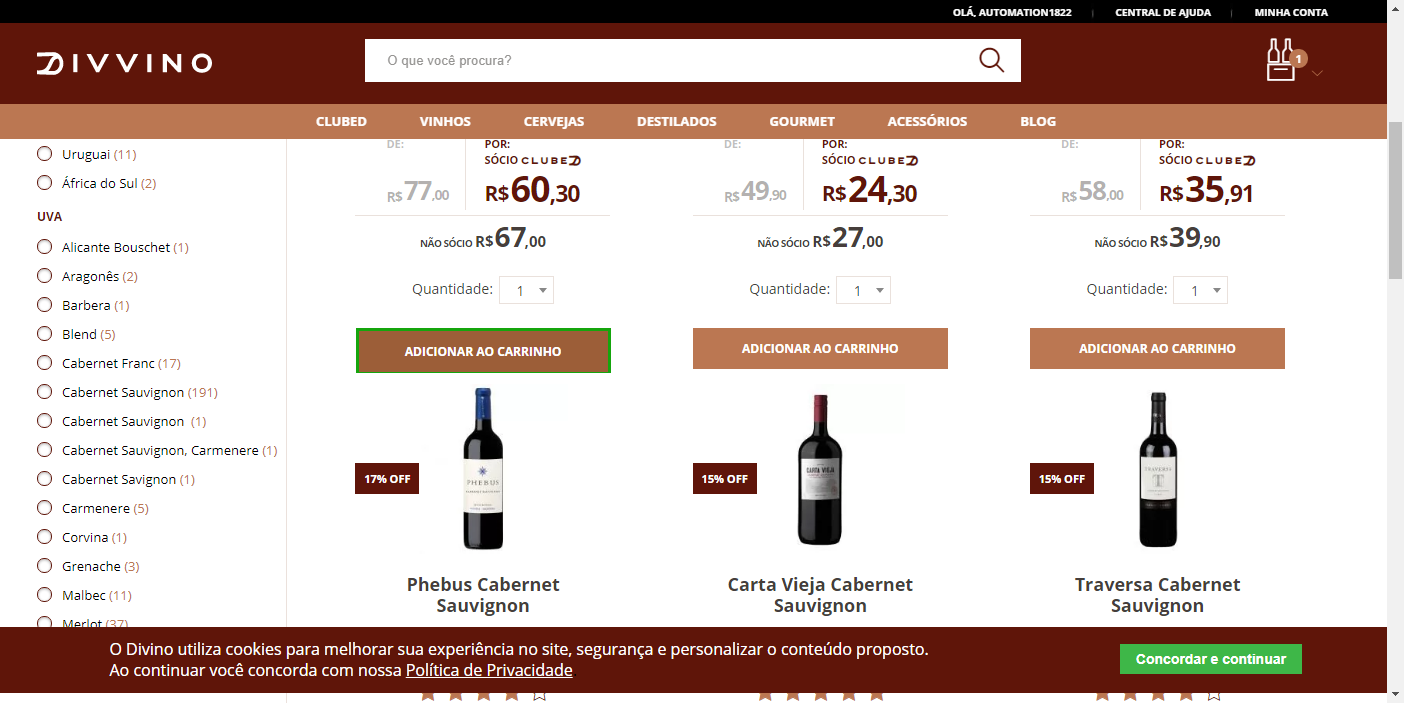 OLÁ, AUTOMATION1822
CENTRAL DE AJUDA
MINHA CONTA
DIVVINO
O que você procura?
1
CLUBED
VINHOS
CERVEJAS
DESTILADOS
GOURMET
ACESSÓRIOS
BLOG
Uruguai (11)
África do Sul (2)
UVA
Alicante Bouschet (1)
Aragonês (2)
Barbera (1)
Blend (5)
Cabernet Franc (17)
Cabernet Sauvignon (191)
Cabernet Sauvignon (1)
Cabernet Sauvignon, Carmenere (1)
Cabernet Savignon (1)
Carmenere (5)
Corvina (1)
Grenache (3)
Malbec (11)
Merlot (37)
DE:
R$77,00
POR:
SÓCIO CLUBED
R$60,30
NÃO SÓCIO R$67,00
Quantidade: 1
ADICIONAR AO CARRINHO
DE:
R$49,90
POR:
SÓCIO CLUBED
R$24,30
NÃO SÓCIO R$27,00
Quantidade: 1
ADICIONAR AO CARRINHO
DE:
R$58,00
POR:
SÓCIO CLUBED
R$35,91
NÃO SÓCIO R$39,90
Quantidade: 1
ADICIONAR AO CARRINHO
17% OFF
PHEBUS
Phebus Cabernet
Sauvignon
15% OFF
CARTA VIEJA
Carta Vieja Cabernet
Sauvignon
15% OFF
TRAVERSA
T
Traversa Cabernet
Sauvignon
O Divino utiliza cookies para melhorar sua experiência no site, segurança e personalizar o conteúdo proposto.
Ao continuar você concorda com nossa Política de Privacidade
Concordar e continuar